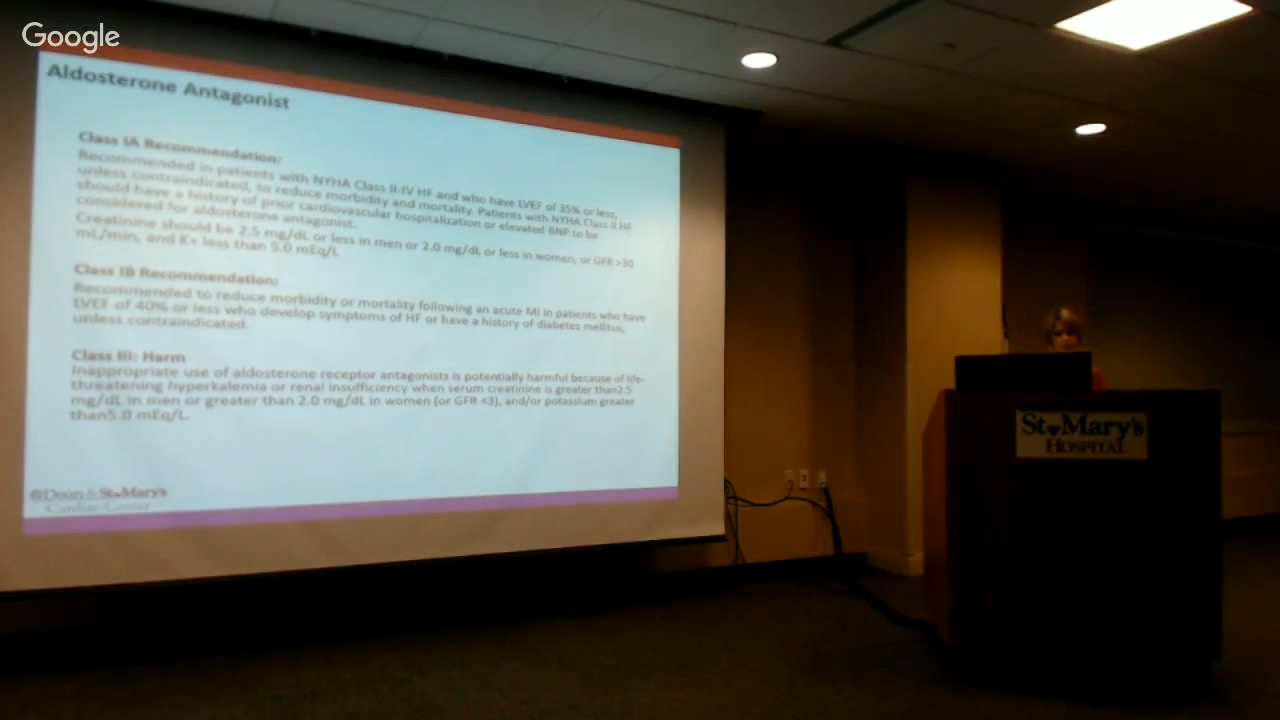 Google
Aldosterone Antagonist
Class IA Recommendation:
Recommended in patients with NYHA Class II-IV HF and who have LVEF of 35% or less,
unless contraindicated, to reduce morbidity and mortality. Patients with NYHA Class II HF
should have a history of prior cardiovascular hospitalization or elevated BNP to be
considered for aldosterone antagonist.
Creatinine should be 2.5 mg/dL or less in men or 2.0 mg/dL or less in women, or GFR >30
mL/min, and K+ less than 5.0 mEq/L
Class IB Recommendation:
Recommended to reduce morbidity or mortality following an acute MI in patients who have
LVEF of 40% or less who develop symptoms of HF or have a history of diabetes mellitus,
unless contraindicated.
Class III: Harm
Inappropriate use of aldosterone receptor antagonists is potentially harmful because of life-
threatening hyperkalemia or renal insufficiency when serum creatinine is greater than2.5
mg/dL in men or greater than 2.0 mg/dL in women (or GFR <3), and/or potassium greater
than5.0 mEq/L.
Dean & St. Mary's
Cardiac Center
St. Mary's
HOSPITAL